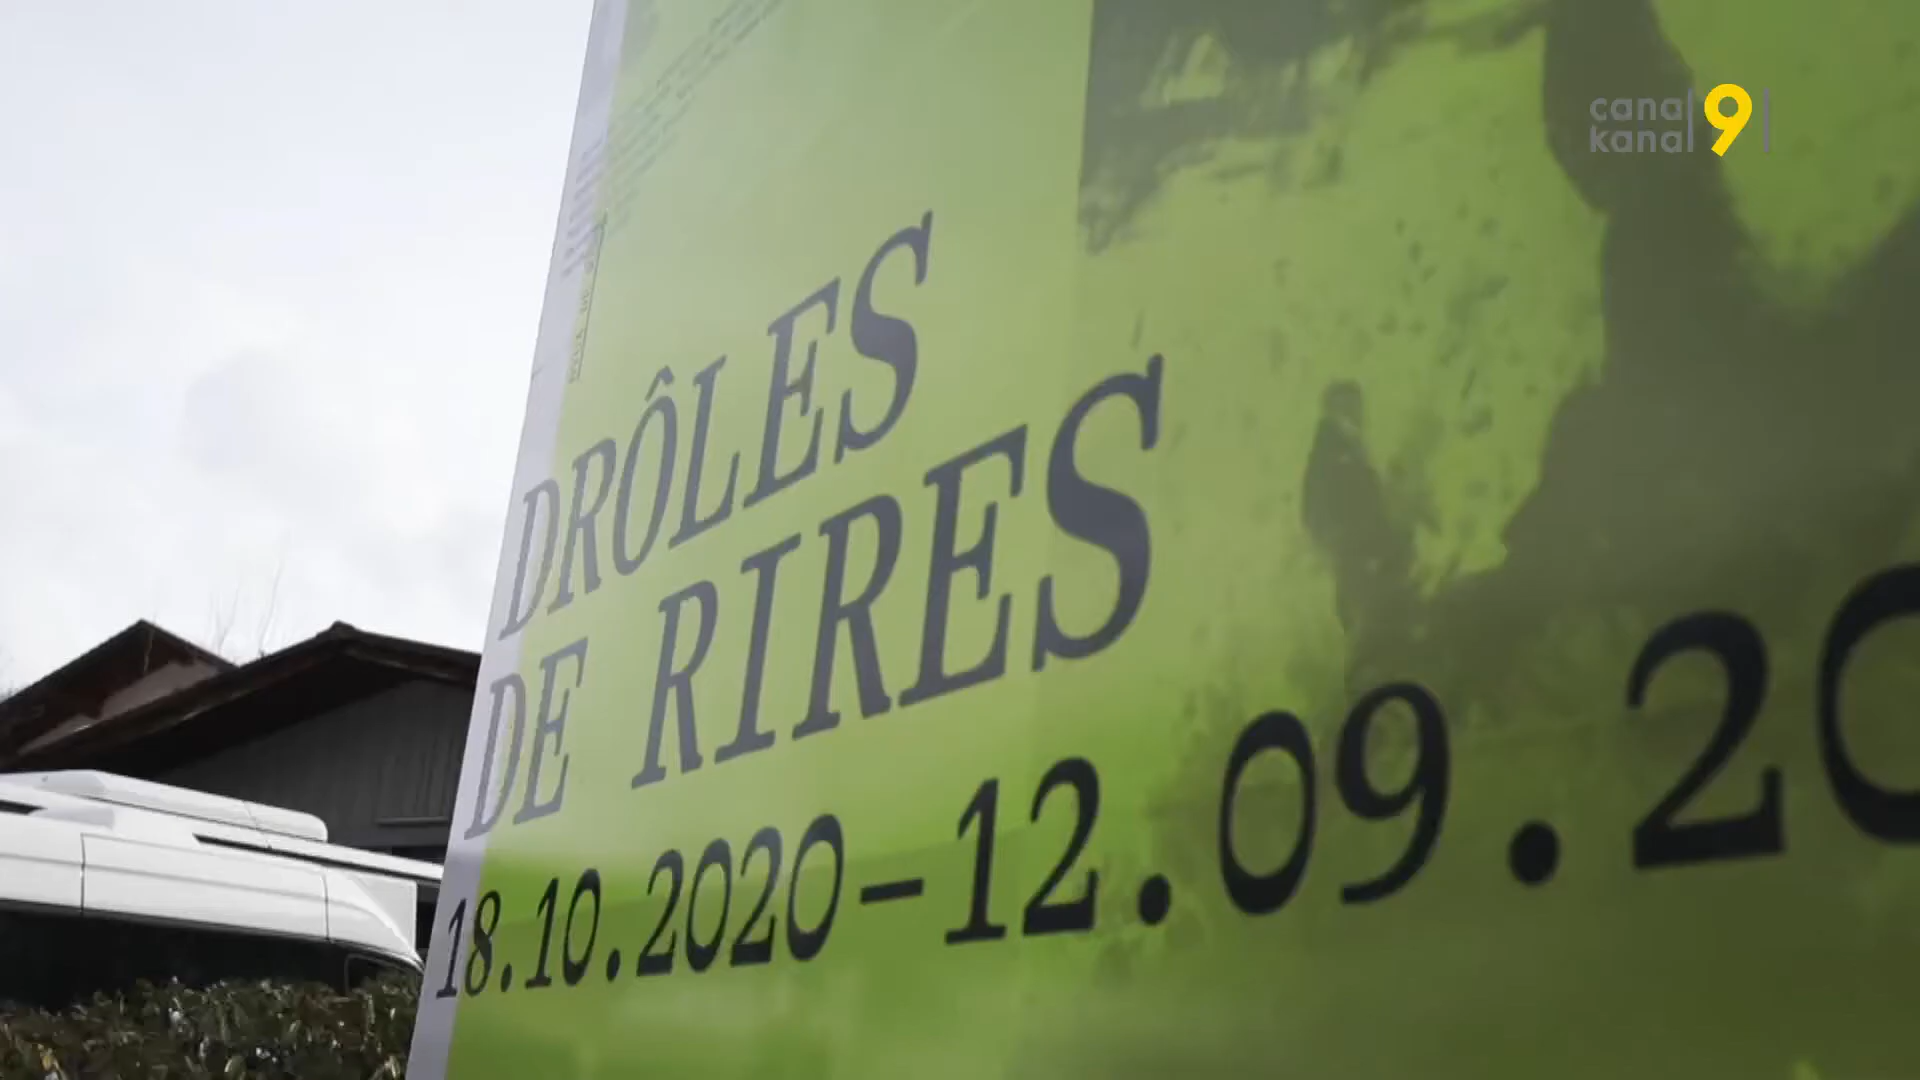 canal 9
kanal
DRÔLES
DE RIRES
18.10.2020–12.09.20